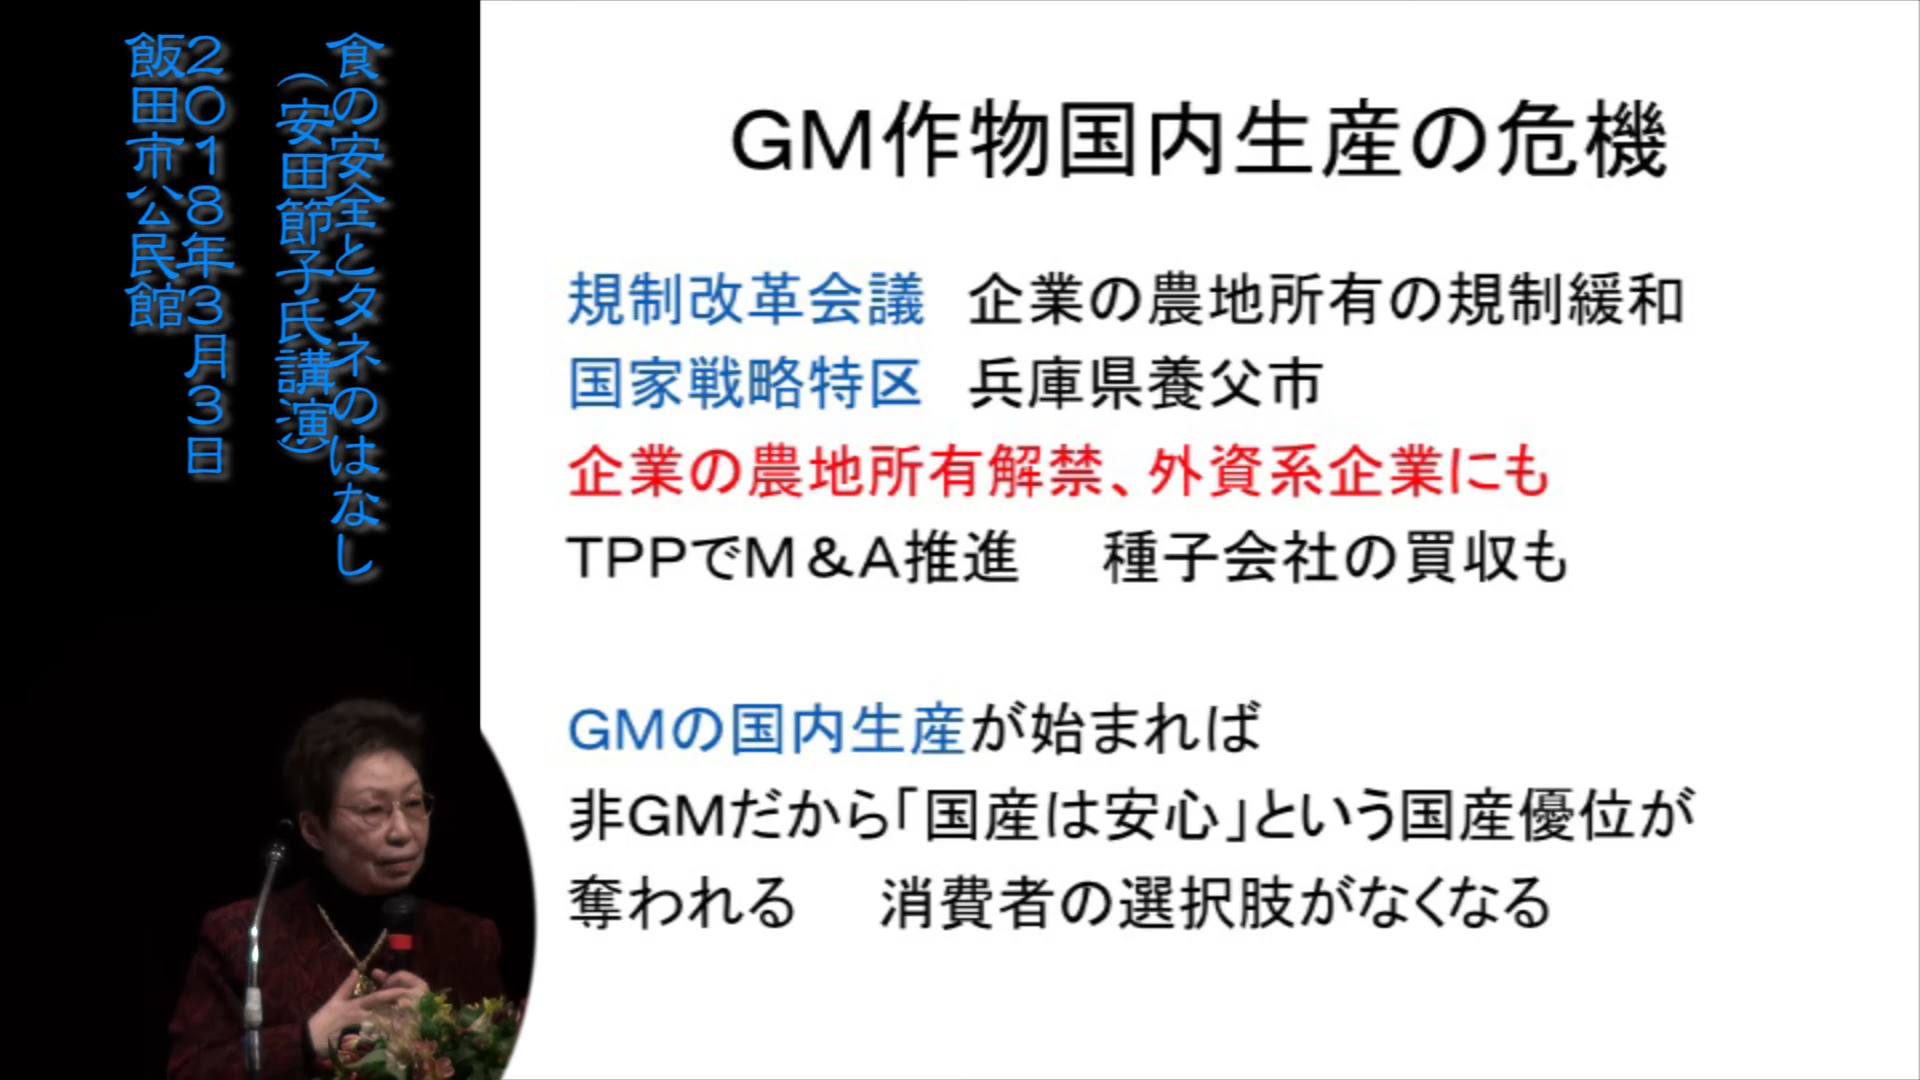 食の安全とタネのはなし
（安田節子氏講演）
２０１８年３月３日
飯田市公民館
GM作物国内生産の危機
規制改革会議　企業の農地所有の規制緩和
国家戦略特区　兵庫県養父市
企業の農地所有解禁、外資系企業にも
TPPでM＆A推進　種子会社の買収も
GMの国内生産が始まれば
非GMだから「国産は安心」という国産優位が
奪われる　消費者の選択肢がなくなる